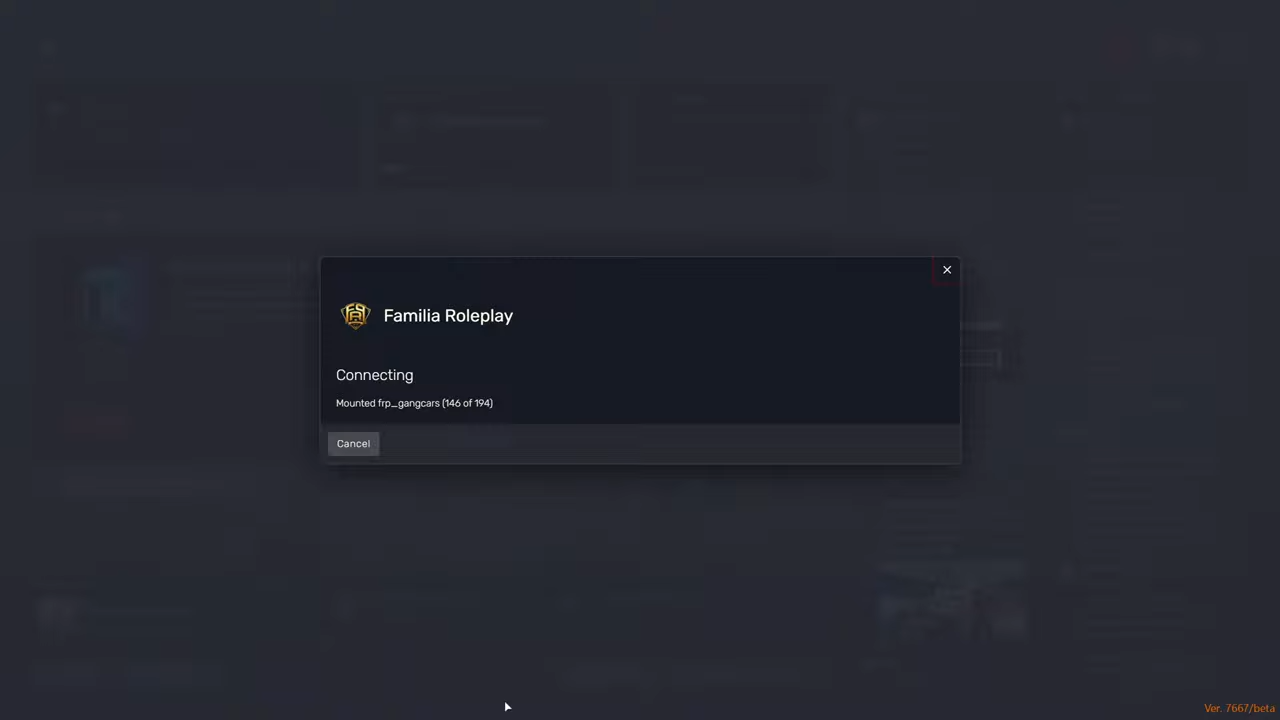 Familia Roleplay
Connecting
Mounted frp_gangcars (146 of 194)
Cancel
Ver. 7667/beta